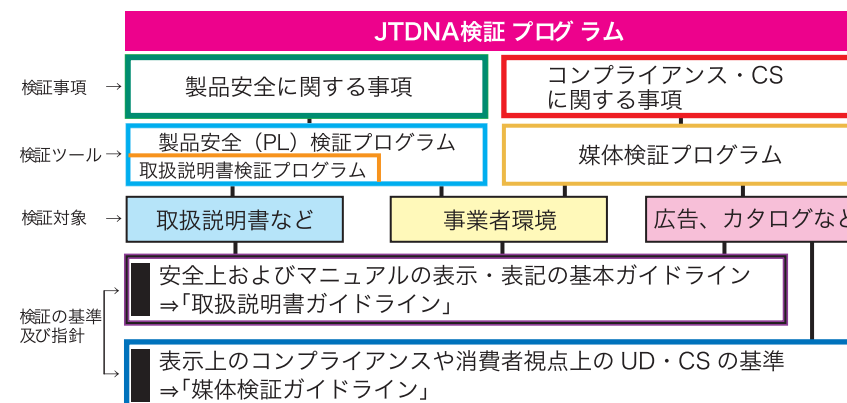 JTDNA検証 プログラム
検証事項→
製品安全に関する事項
コンプライアンス・CS
に関する事項
検証ツール→
製品安全（PL）検証プログラム
取扱説明書検証プログラム
媒体検証プログラム
検証対象→
取扱説明書など
事業者環境
広告、カタログなど
検証の基準
及び指針
安全上およびマニュアルの表示・表記の基本ガイドライン
⇒「取扱説明書ガイドライン」
表示上のコンプライアンスや消費者視点上の UD・CS の基準
⇒「媒体検証ガイドライン」